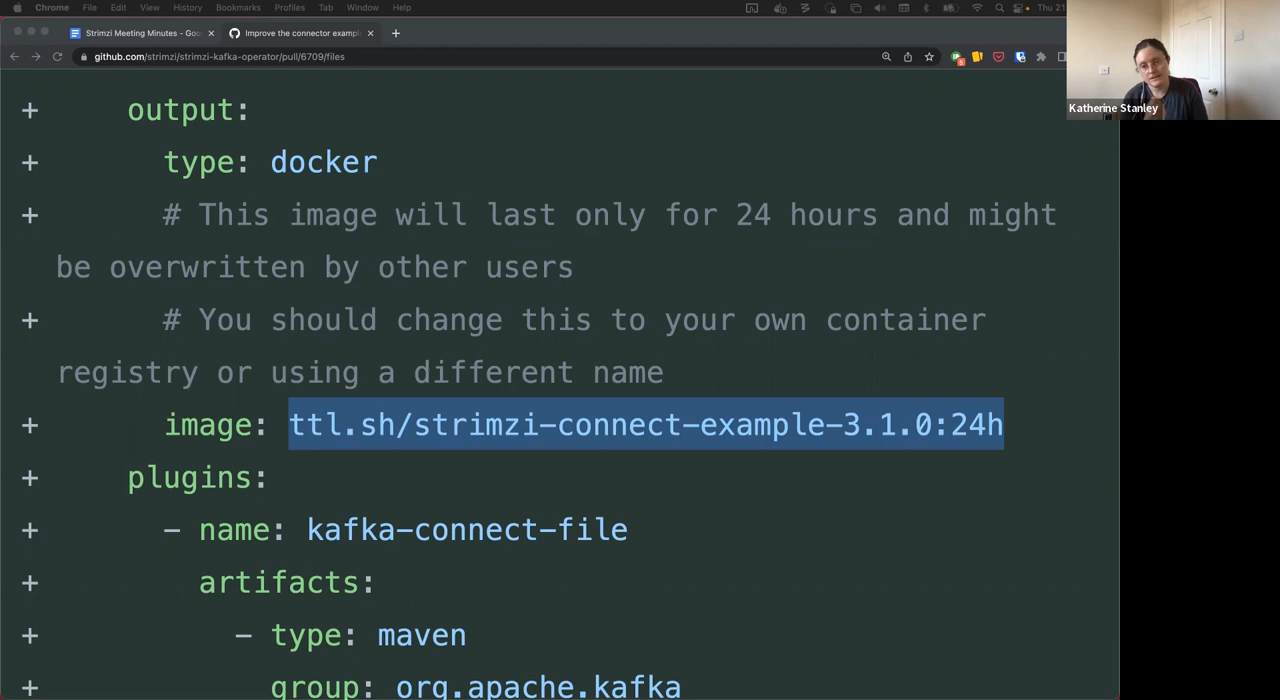 Chrome File Edit View History Bookmarks Profiles Tab Window Help
Thu 21
Strimzi Meeting Minutes - Goo
Improve the connector exampl
github.com/strimzi/strimzi-kafka-operator/pull/6709/files
Katherine Stanley
+ output:
+ type: docker
+ # This image will last only for 24 hours and might
be overwritten by other users
+ # You should change this to your own container
registry or using a different name
+ image: ttl.sh/strimzi-connect-example-3.1.0:24h
+ plugins:
+ - name: kafka-connect-file
+ artifacts:
+ - type: maven
+ group: org.apache.kafka